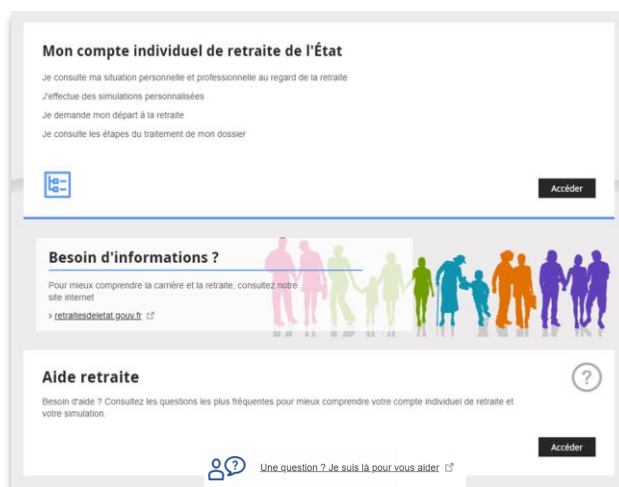 Mon compte individuel de retraite de l'État
Je consulte ma situation personnelle et professionnelle au regard de la retraite
J'effectue des simulations personnalisées
Je demande mon départ à la retraite
Je consulte les étapes du traitement de mon dossier
Accéder
Besoin d'informations ?
Pour mieux comprendre la carrière et la retraite, consultez notre
site internet
> retraitesdeletat.gouv.fr
Aide retraite
?
Besoin d'aide ? Consultez les questions les plus fréquentes pour mieux comprendre votre compte individuel de retraite et
votre simulation.
Accéder
? Une question ? Je suis là pour vous aider